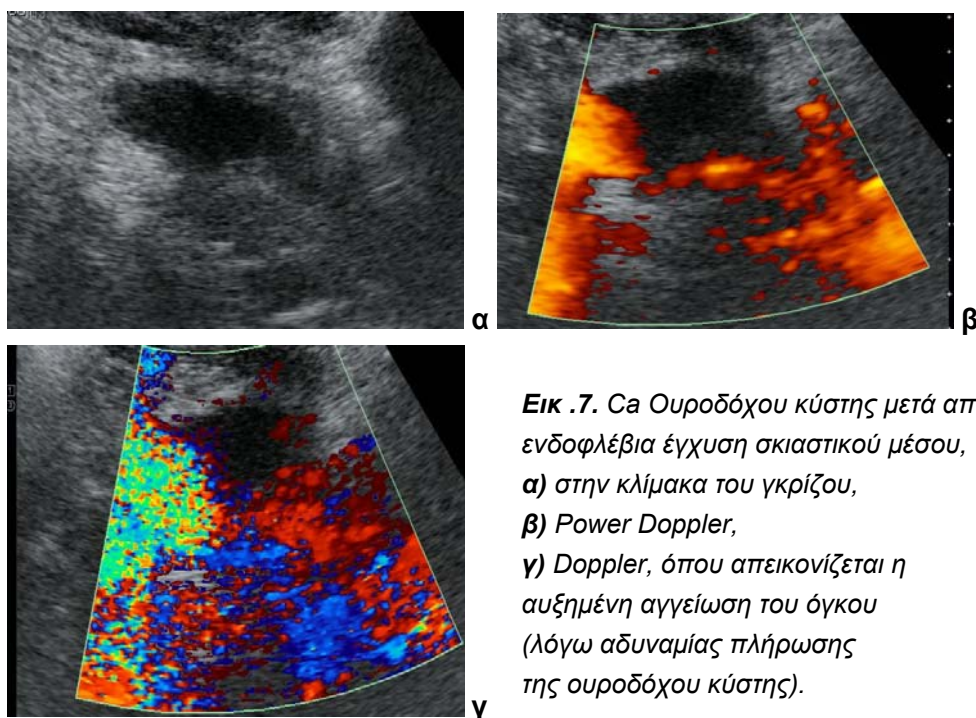 α
β
γ
Εικ .7. Ca Ουροδόχου κύστης μετά απ
ενδοφλέβια έγχυση σκιαστικού μέσου,
α) στην κλίμακα του γκρίζου,
β) Power Doppler,
γ) Doppler, όπου απεικονίζεται η
αυξημένη αγγείωση του όγκου
(λόγω αδυναμίας πλήρωσης
της ουροδόχου κύστης).